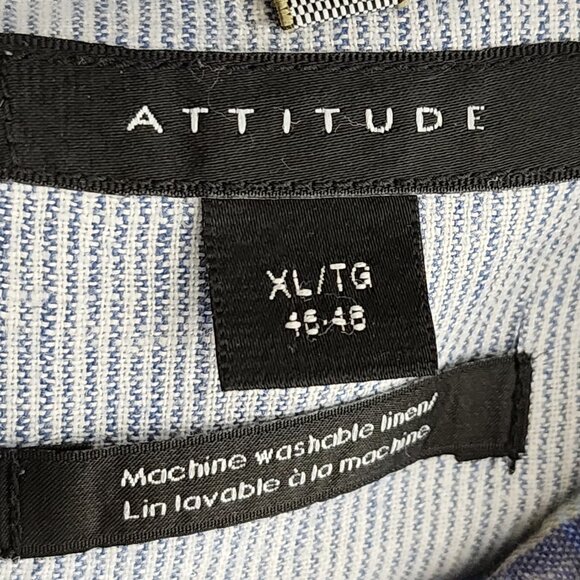 ATTITUDE
XL/TG
46-48
Machine washable linen/
Lin lavable à la machine